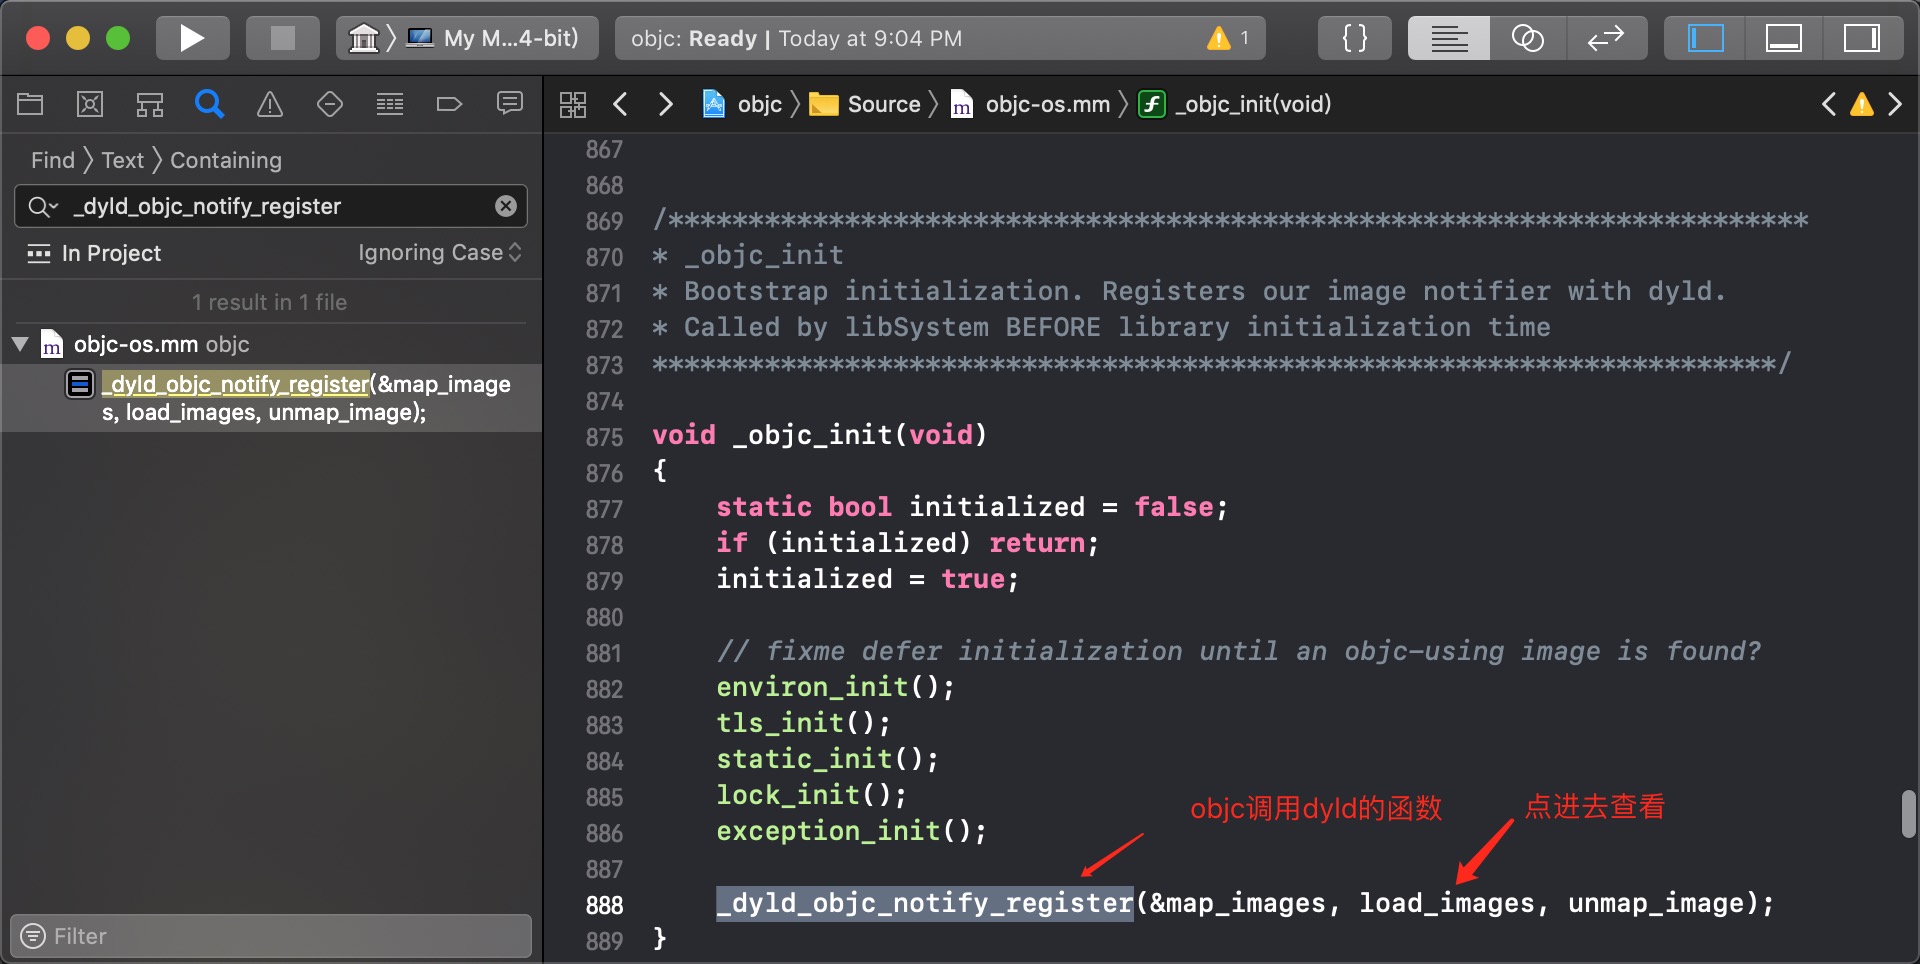 My M...4-bit)
objc: Ready | Today at 9:04 PM
1
{}
objc
Source
objc-os.mm
_objc_init(void)
Find
Text
Containing
_dyld_objc_notify_register
In Project
Ignoring Case
1 result in 1 file
objc-os.mm objc
_dyld_objc_notify_register(&map_image
s, load_images, unmap_image);
Filter
867
868
869 /***********************************************************************
870 * _objc_init
871 * Bootstrap initialization. Registers our image notifier with dyld.
872 * Called by libSystem BEFORE library initialization time
873 **********************************************************************/
874
875 void _objc_init(void)
876 {
877 static bool initialized = false;
878 if (initialized) return;
879 initialized = true;
880
881 // fixme defer initialization until an objc-using image is found?
882 environ_init();
883 tls_init();
884 static_init();
885 lock_init();
objc调用dyld的函数
点进去查看
886 exception_init();
887
888 _dyld_objc_notify_register(&map_images, load_images, unmap_image);
889 }